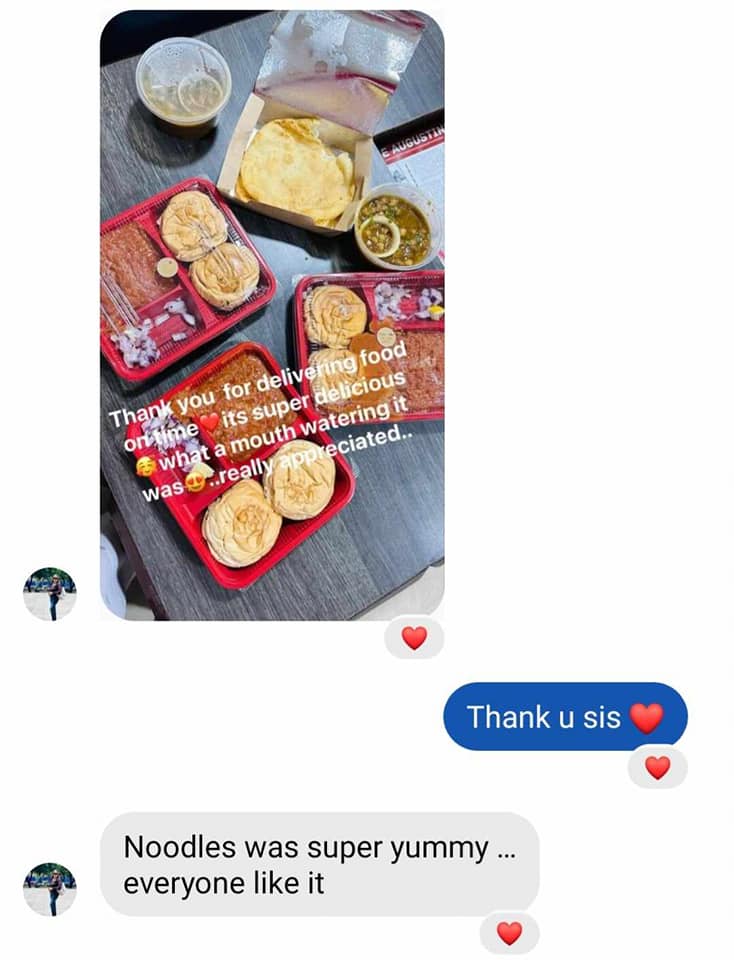 E AUGUSTIN
Thank you for delivering food
on time❤️its super delicious
🥰what a mouth watering it
was😍..really appreciated..
Thank u sis ❤️
Noodles was super yummy ...
everyone like it